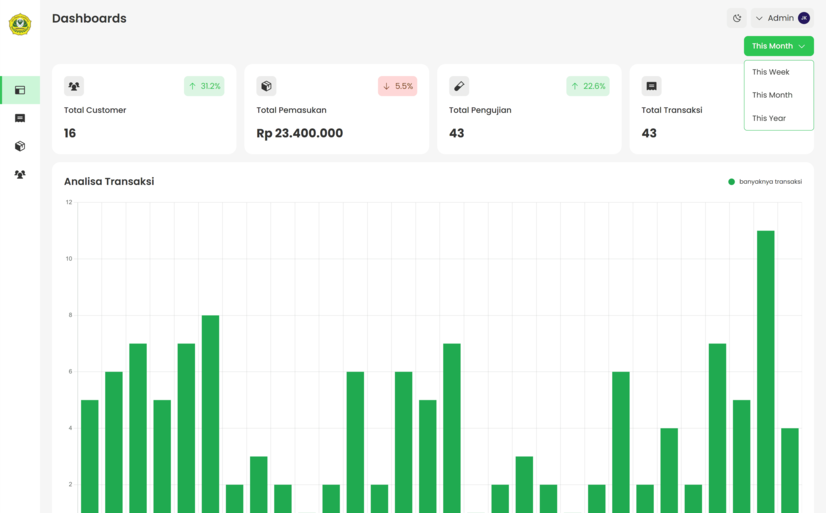 Dashboards
Admin JK
This Month
This Week
This Month
This Year
31.2%
Total Customer
16
5.5%
Total Pemasukan
Rp 23.400.000
22.6%
Total Pengujian
43
Total Transaksi
43
Analisa Transaksi
banyaknya transaksi
12
10
8
6
4
2